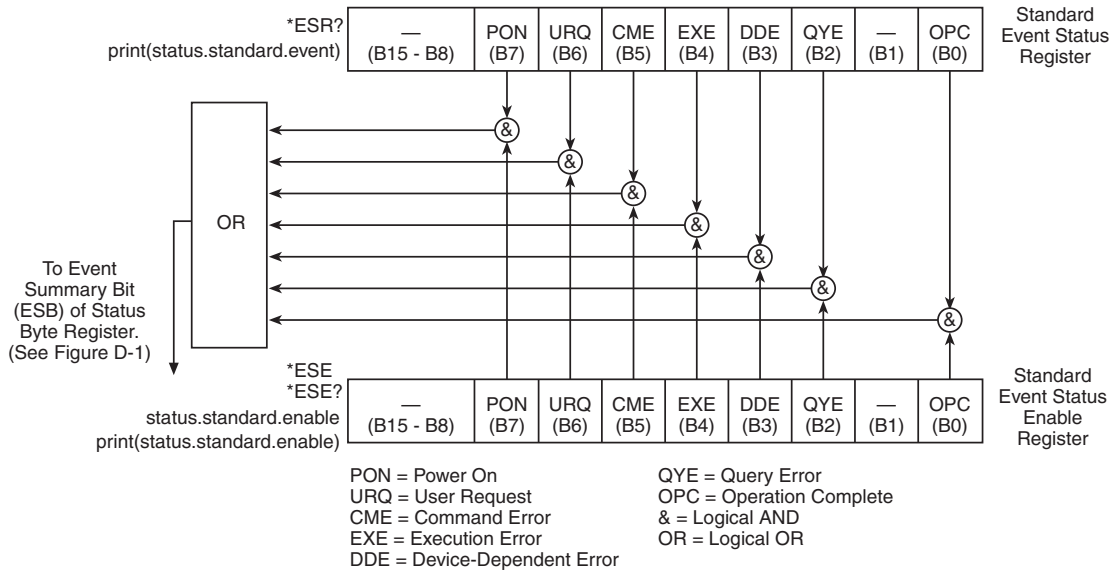 *ESR?
print(status.standard.event)
—
(B15 - B8)
PON
(B7)
URQ
(B6)
CME
(B5)
EXE
(B4)
DDE
(B3)
QYE
(B2)
—
(B1)
OPC
(B0)
Standard
Event Status
Register
&
&
&
&
&
&
&
OR
To Event
Summary Bit
(ESB) of Status
Byte Register.
(See Figure D-1)
*ESE
*ESE?
status.standard.enable
print(status.standard.enable)
—
(B15 - B8)
PON
(B7)
URQ
(B6)
CME
(B5)
EXE
(B4)
DDE
(B3)
QYE
(B2)
—
(B1)
OPC
(B0)
Standard
Event Status
Enable
Register
PON = Power On
URQ = User Request
CME = Command Error
EXE = Execution Error
DDE = Device-Dependent Error
QYE = Query Error
OPC = Operation Complete
& = Logical AND
OR = Logical OR